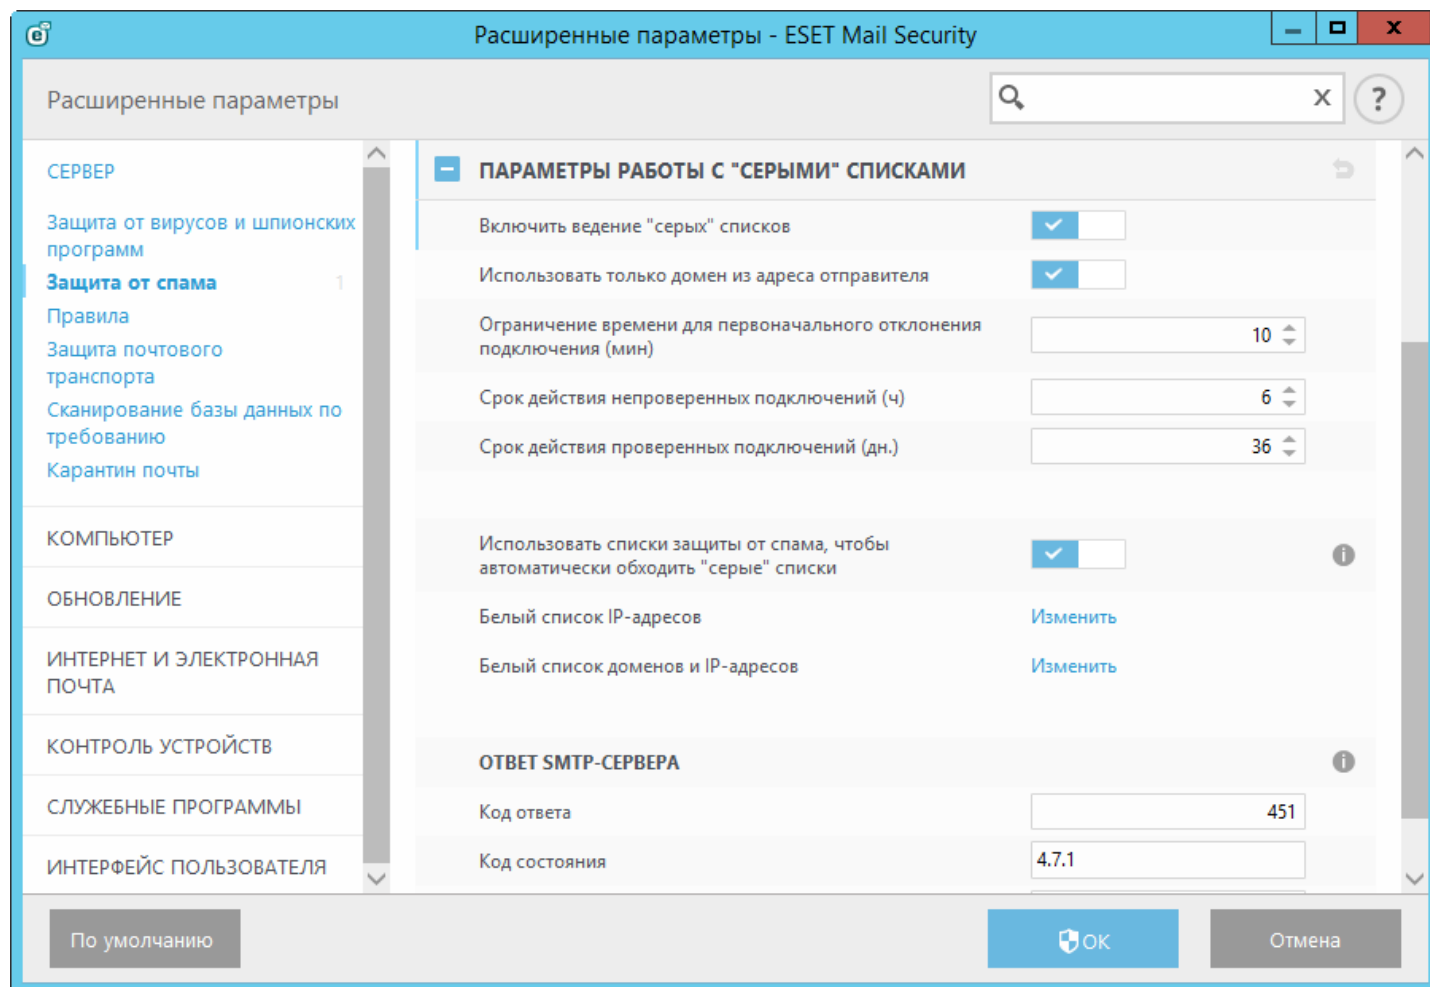 Расширенные параметры - ESET Mail Security
Расширенные параметры
СЕРВЕР
Защита от вирусов и шпионских
программ
Защита от спама 1
Правила
Защита почтового
транспорта
Сканирование базы данных по
требованию
Карантин почты
КОМПЬЮТЕР
ОБНОВЛЕНИЕ
ИНТЕРНЕТ И ЭЛЕКТРОННАЯ
ПОЧТА
КОНТРОЛЬ УСТРОЙСТВ
СЛУЖЕБНЫЕ ПРОГРАММЫ
ИНТЕРФЕЙС ПОЛЬЗОВАТЕЛЯ
ПАРАМЕТРЫ РАБОТЫ С "СЕРЫМИ" СПИСКАМИ
Включить ведение "серых" списков
Использовать только домен из адреса отправителя
Ограничение времени для первоначального отклонения
подключения (мин)
10
Срок действия непроверенных подключений (ч)
6
Срок действия проверенных подключений (дн.)
36
Использовать списки защиты от спама, чтобы
автоматически обходить "серые" списки
Белый список IP-адресов
Изменить
Белый список доменов и IP-адресов
Изменить
ОТВЕТ SMTP-СЕРВЕРА
Код ответа
451
Код состояния
4.7.1
По умолчанию
ОК
Отмена